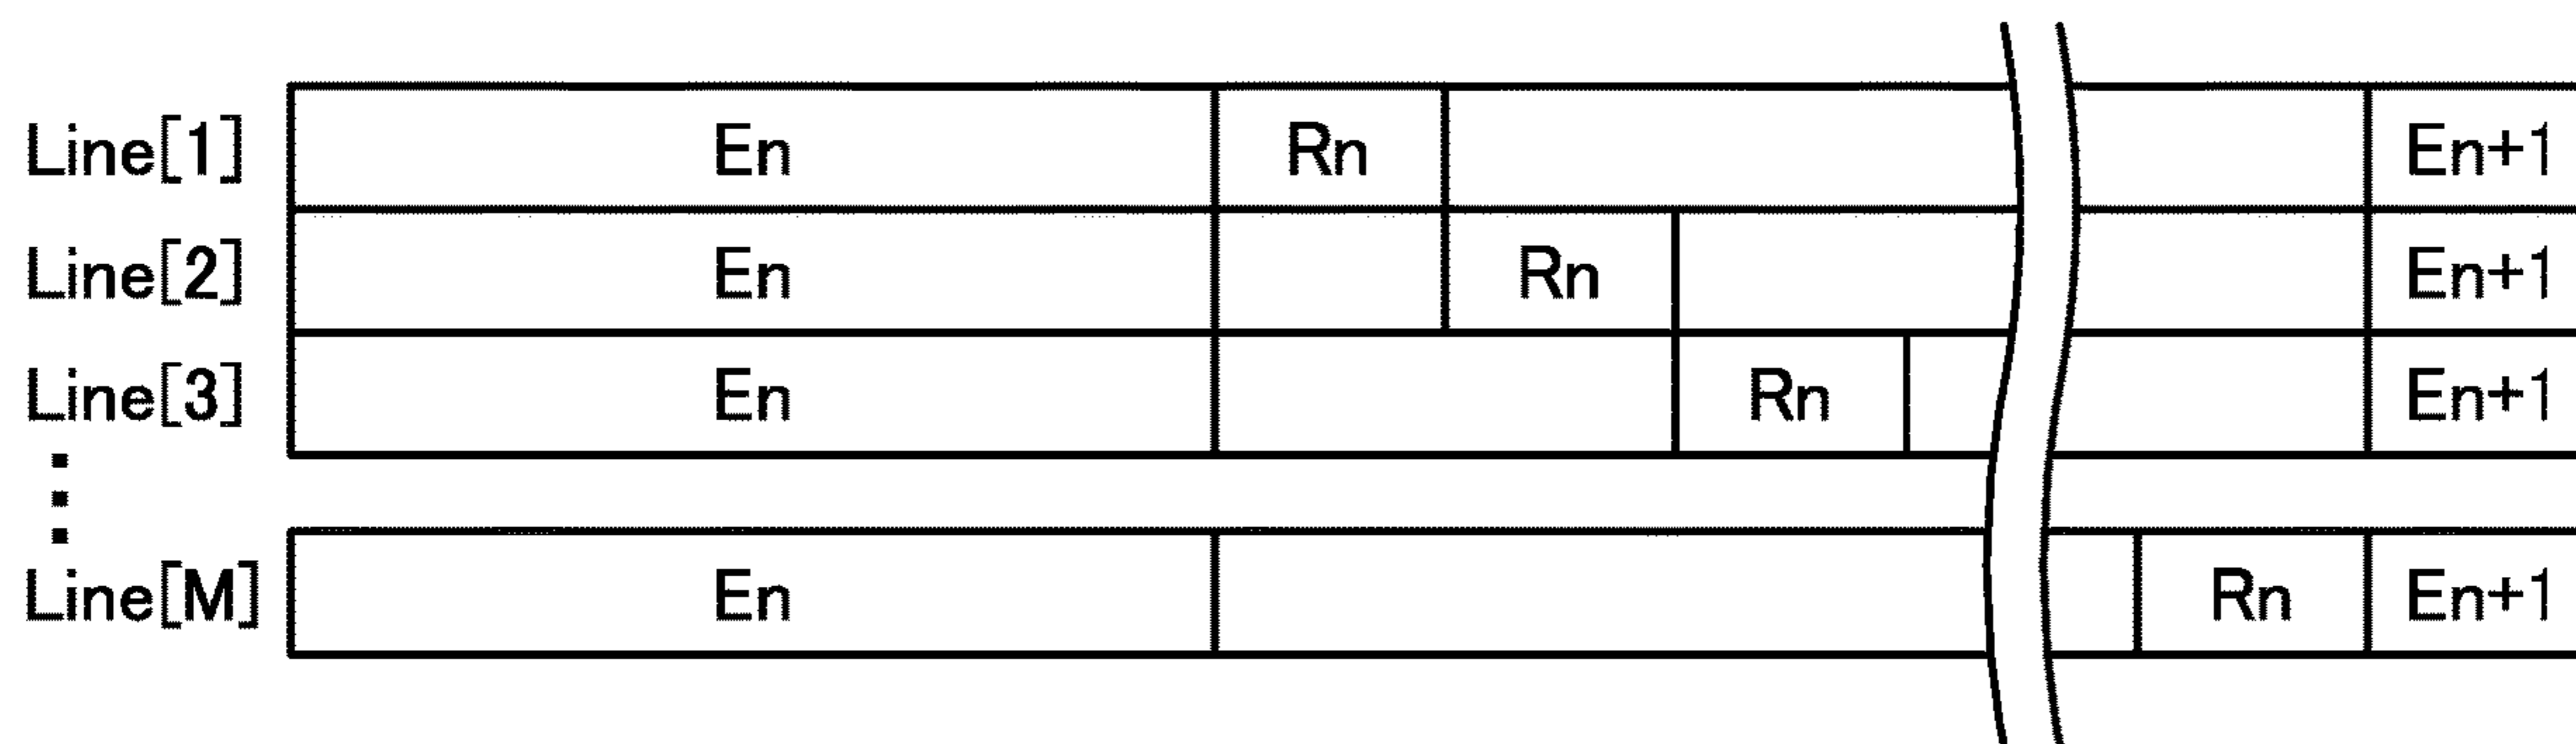 Line[1] En Rn En+1
Line[2] En Rn En+1
Line[3] En Rn En+1
Line[M] En Rn En+1